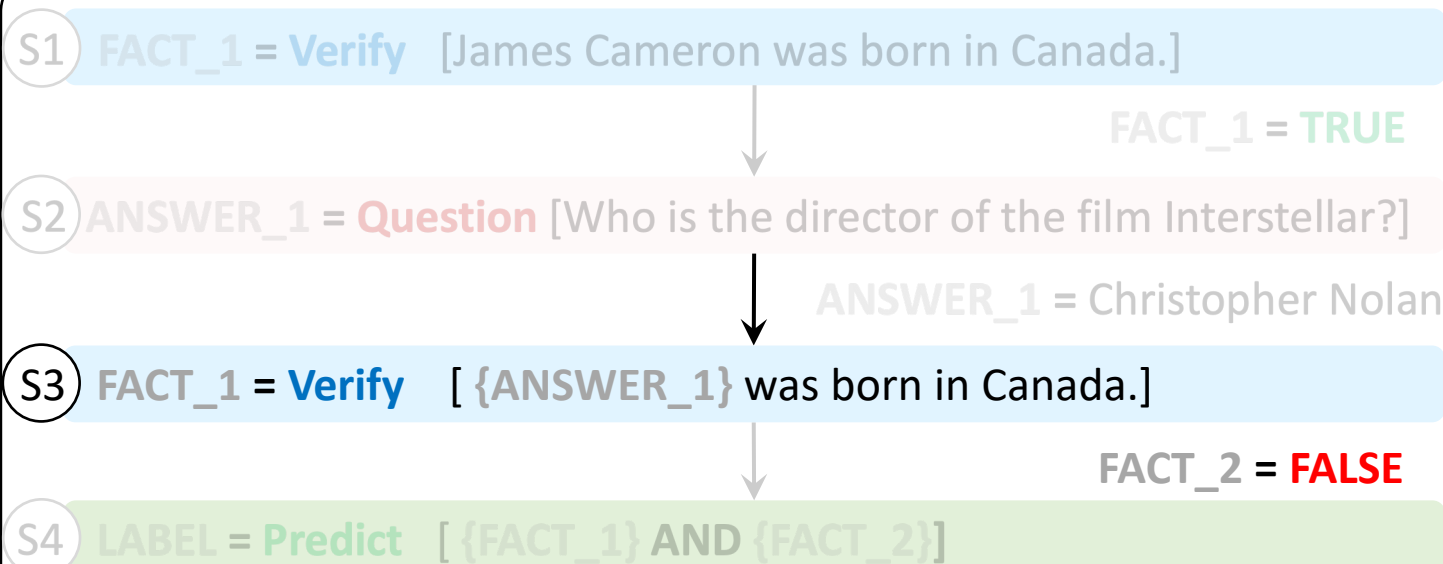 S1 FACT_1 = Verify [James Cameron was born in Canada.]
FACT_1 = TRUE
S2 ANSWER_1 = Question [Who is the director of the film Interstellar?]
ANSWER_1 = Christopher Nolan
S3 FACT_1 = Verify [ {ANSWER_1} was born in Canada.]
FACT_2 = FALSE
S4 LABEL = Predict [ {FACT_1} AND {FACT_2}]